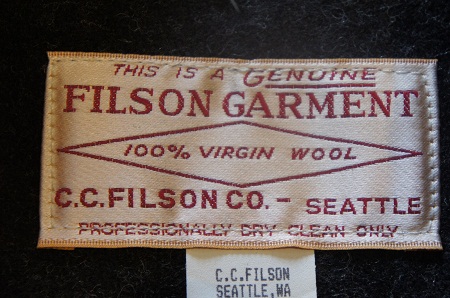 THIS IS A GENUINE
FILSON GARMENT
100% VIRGIN WOOL
C.C.FILSON CO. - SEATTLE
PROFESSIONALLY DRY CLEAN ONLY
C.C.FILSON
SEATTLE,WA